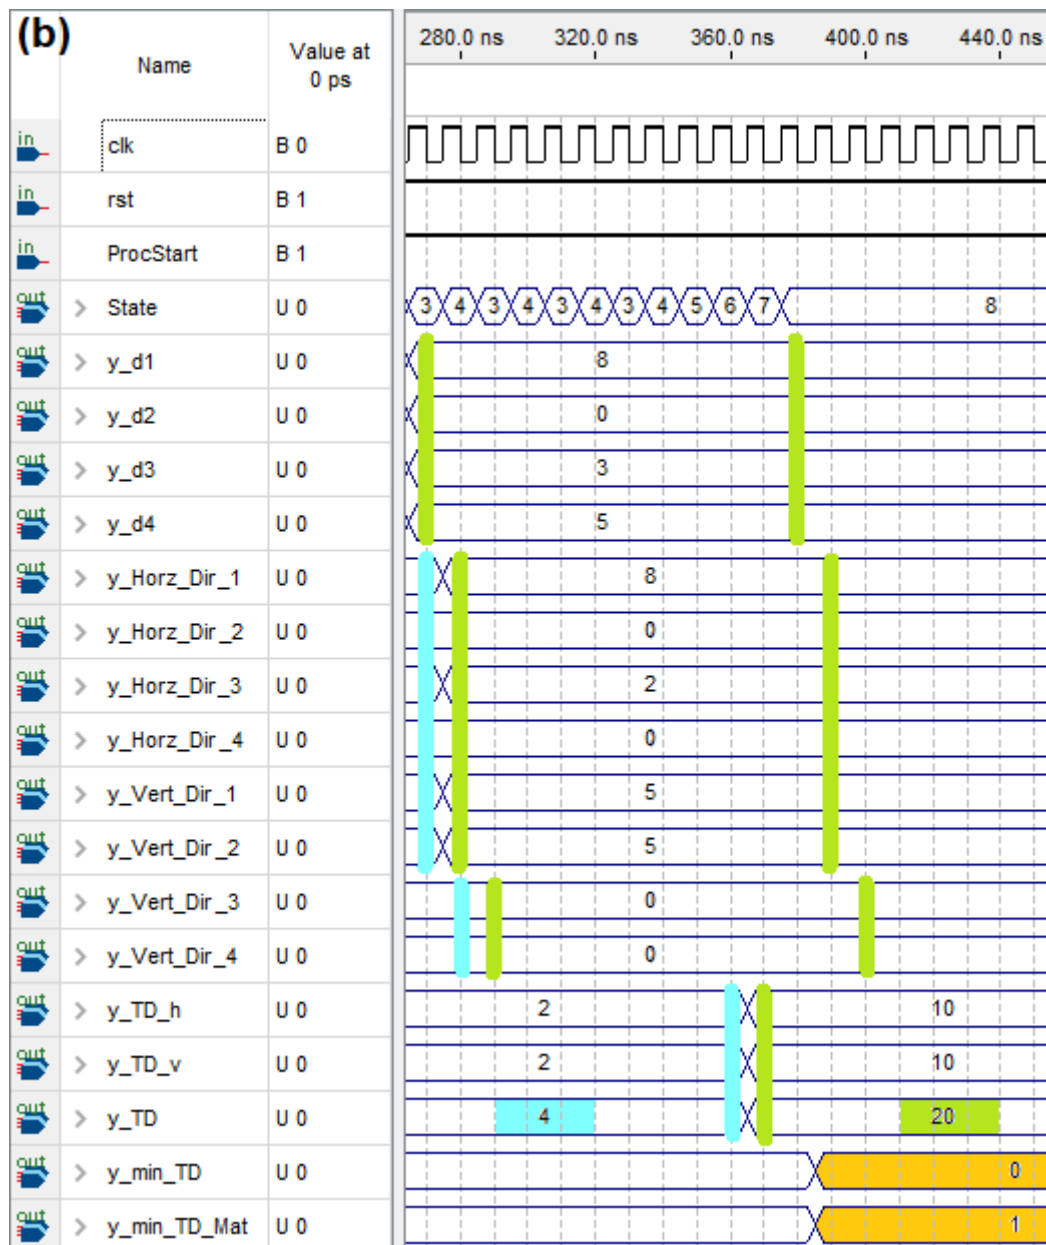 (b)
Name
Value at
0 ps
280.0 ns 320.0 ns 360.0 ns 400.0 ns 440.0 ns
in clk B 0
in rst B 1
in ProcStart B 1
out > State U 0 3 4 3 4 3 4 3 4 5 6 7 8
out > y_d1 U 0 8
out > y_d2 U 0 0
out > y_d3 U 0 3
out > y_d4 U 0 5
out > y_Horz_Dir_1 U 0 8
out > y_Horz_Dir_2 U 0 0
out > y_Horz_Dir_3 U 0 2
out > y_Horz_Dir_4 U 0 0
out > y_Vert_Dir_1 U 0 5
out > y_Vert_Dir_2 U 0 5
out > y_Vert_Dir_3 U 0 0
out > y_Vert_Dir_4 U 0 0
out > y_TD_h U 0 2 10
out > y_TD_v U 0 2 10
out > y_TD U 0 4 20
out > y_min_TD U 0 0
out > y_min_TD_Mat U 0 1